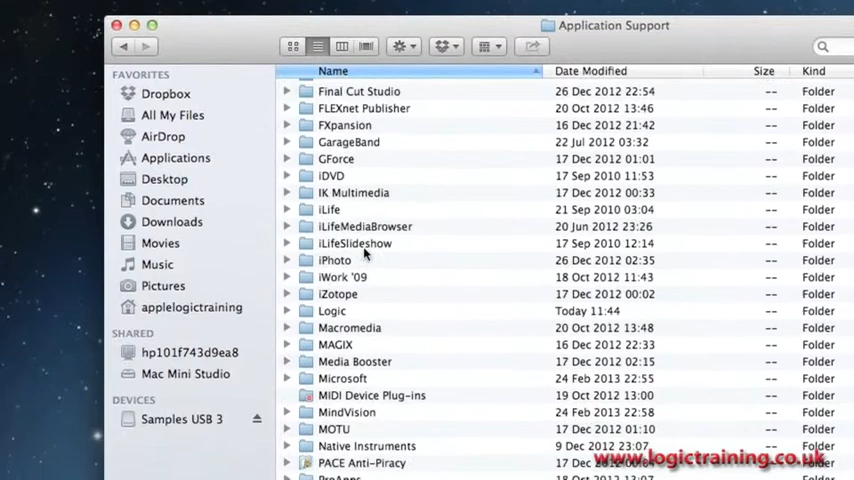 Application Support
FAVORITES
Dropbox
All My Files
AirDrop
Applications
Desktop
Documents
Downloads
Movies
Music
Pictures
applelogictraining
SHARED
hp101f743d9ea8
Mac Mini Studio
DEVICES
Samples USB 3
Name Date Modified Size Kind
Final Cut Studio 26 Dec 2012 22:54 -- Folder
FLEXnet Publisher 20 Oct 2012 13:46 -- Folder
FXpansion 16 Dec 2012 21:42 -- Folder
GarageBand 22 Jul 2012 03:32 -- Folder
GForce 17 Dec 2012 01:01 -- Folder
iDVD 17 Sep 2010 11:53 -- Folder
IK Multimedia 17 Dec 2012 00:33 -- Folder
iLife 21 Sep 2010 03:04 -- Folder
iLifeMediaBrowser 20 Jun 2012 23:26 -- Folder
iLifeSlideshow 17 Sep 2010 12:14 -- Folder
iPhoto 26 Dec 2012 02:35 -- Folder
iWork '09 18 Oct 2012 11:43 -- Folder
iZotope 17 Dec 2012 00:02 -- Folder
Logic Today 11:44 -- Folder
Macromedia 20 Oct 2012 13:48 -- Folder
MAGIX 16 Dec 2012 22:33 -- Folder
Media Booster 17 Dec 2012 02:15 -- Folder
Microsoft 24 Feb 2013 22:55 -- Folder
MIDI Device Plug-ins 19 Oct 2012 13:00 -- Folder
MindVision 24 Feb 2013 22:58 -- Folder
MOTU 17 Dec 2012 01:10 -- Folder
Native Instruments 9 Dec 2012 23:07 Folder
PACE Anti-Piracy 17 Dec 2012 Folder
ProApps
www.logictraining.co.uk